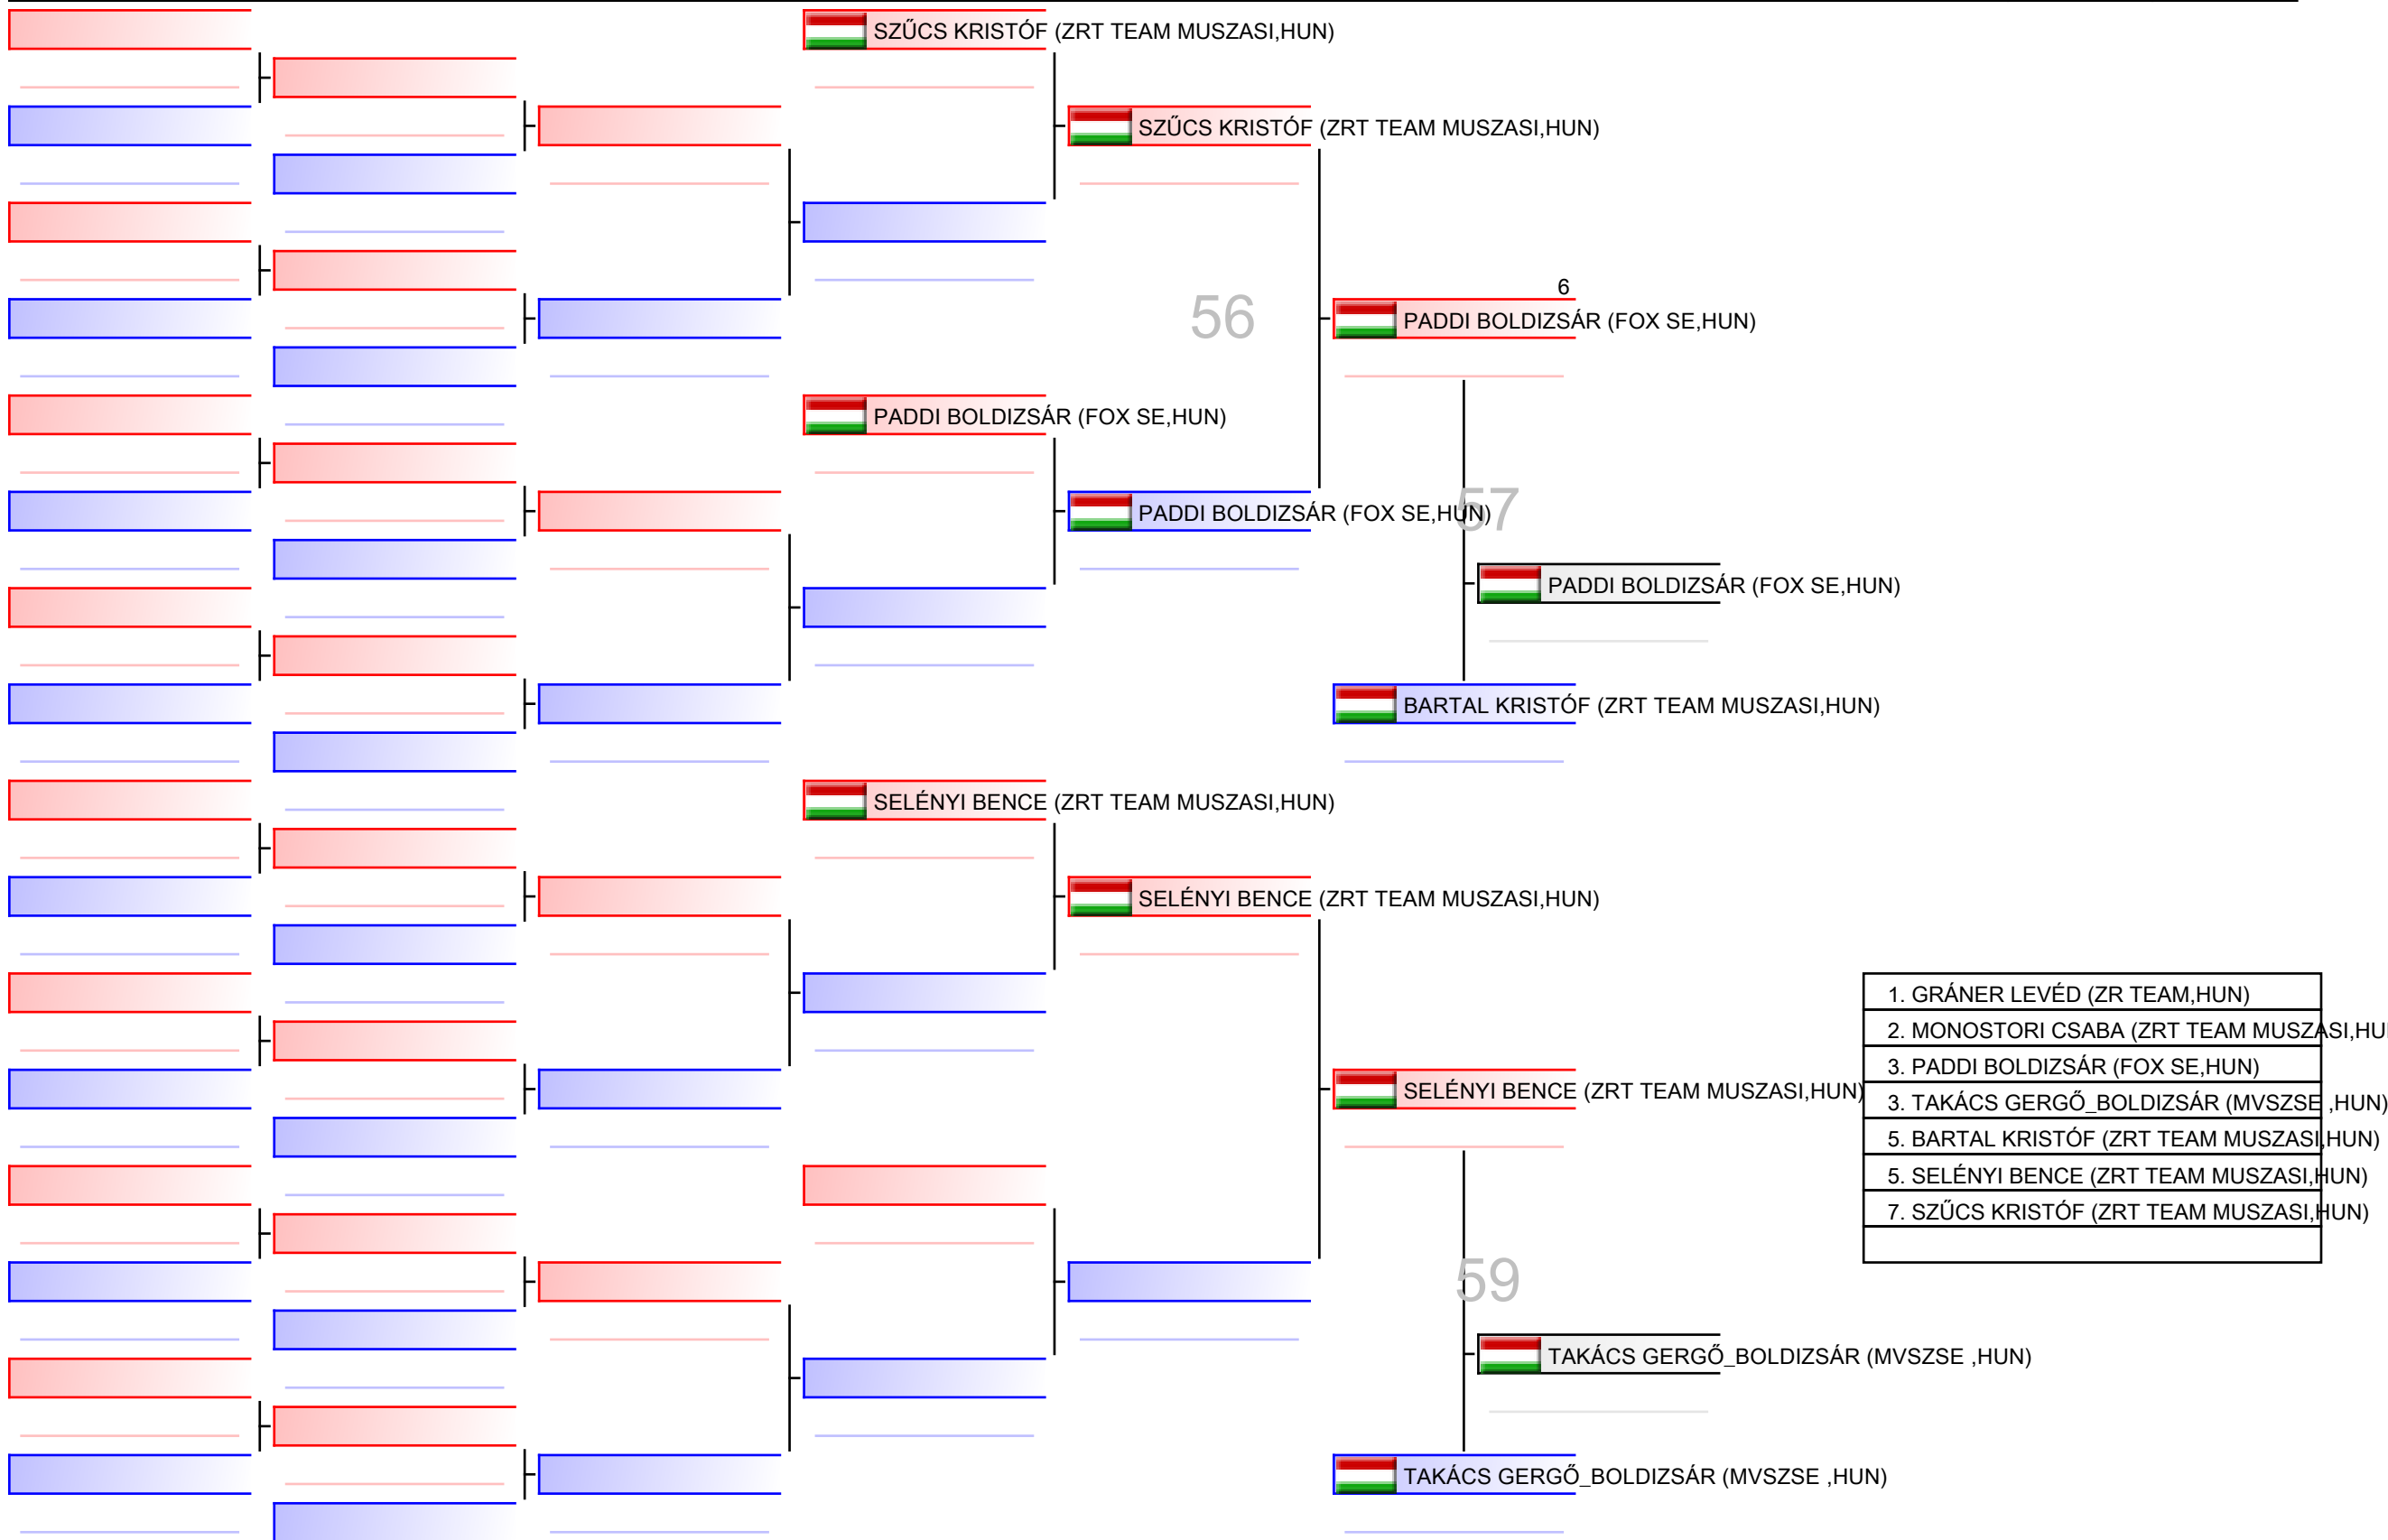 SZŰCS KRISTÓF (ZRT TEAM MUSZASI,HUN)
SZŰCS KRISTÓF (ZRT TEAM MUSZASI,HUN)
6
56
PADDI BOLDIZSÁR (FOX SE,HUN)
PADDI BOLDIZSÁR (FOX SE,HUN)
PADDI BOLDIZSÁR (FOX SE,HUN)
57
PADDI BOLDIZSÁR (FOX SE,HUN)
BARTAL KRISTÓF (ZRT TEAM MUSZASI,HUN)
SELÉNYI BENCE (ZRT TEAM MUSZASI,HUN)
SELÉNYI BENCE (ZRT TEAM MUSZASI,HUN)
SELÉNYI BENCE (ZRT TEAM MUSZASI,HUN)
59
TAKÁCS GERGŐ_BOLDIZSÁR (MVSZSE ,HUN)
TAKÁCS GERGŐ_BOLDIZSÁR (MVSZSE ,HUN)
1. GRÁNER LEVÉD (ZR TEAM,HUN)
2. MONOSTORI CSABA (ZRT TEAM MUSZASI,HU
3. PADDI BOLDIZSÁR (FOX SE,HUN)
3. TAKÁCS GERGŐ_BOLDIZSÁR (MVSZSE ,HUN)
5. BARTAL KRISTÓF (ZRT TEAM MUSZASI,HUN)
5. SELÉNYI BENCE (ZRT TEAM MUSZASI,HUN)
7. SZŰCS KRISTÓF (ZRT TEAM MUSZASI,HUN)